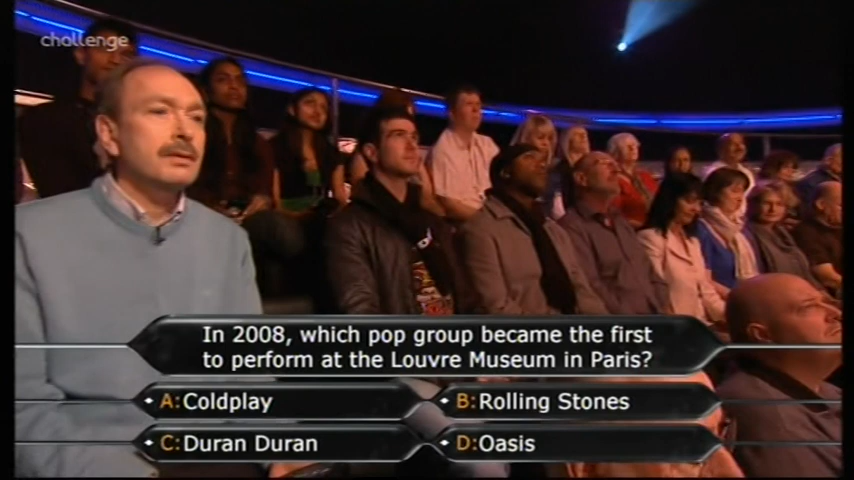 challenge
In 2008, which pop group became the first
to perform at the Louvre Museum in Paris?
A: Coldplay
B: Rolling Stones
C: Duran Duran
D: Oasis